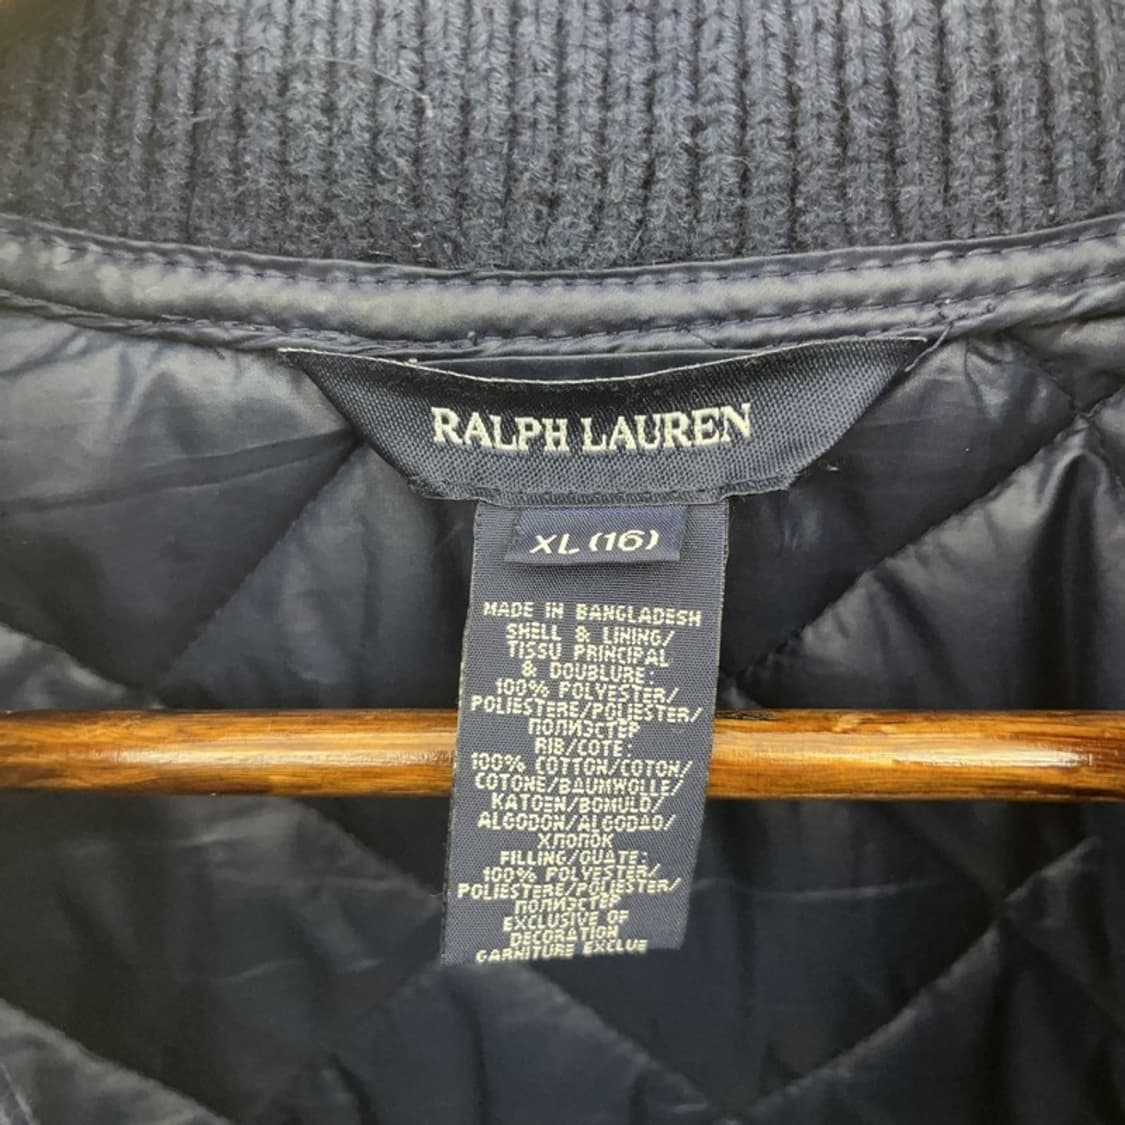 RALPH LAUREN
XL (16)
MADE IN BANGLADESH
SHELL & LINING/
TISSU PRINCIPAL
& DOUBLURE:
100% POLYESTER/
POLIESTERE/POLIESTER/
ПОЛИЭСТЕР
RIB/COTE:
100% COTTON/COTON/
COTONE/BAUMWOLLE/
KATOEN/BOMULD/
ALGODON/ALGODAO/
ХЛОПОК
FILLING/OUATE:
100% POLYESTER/
POLIESTERE/POLIESTER/
ПОЛИЭСТЕР
EXCLUSIVE OF
DECORATION
GARNITURE EXCLUE